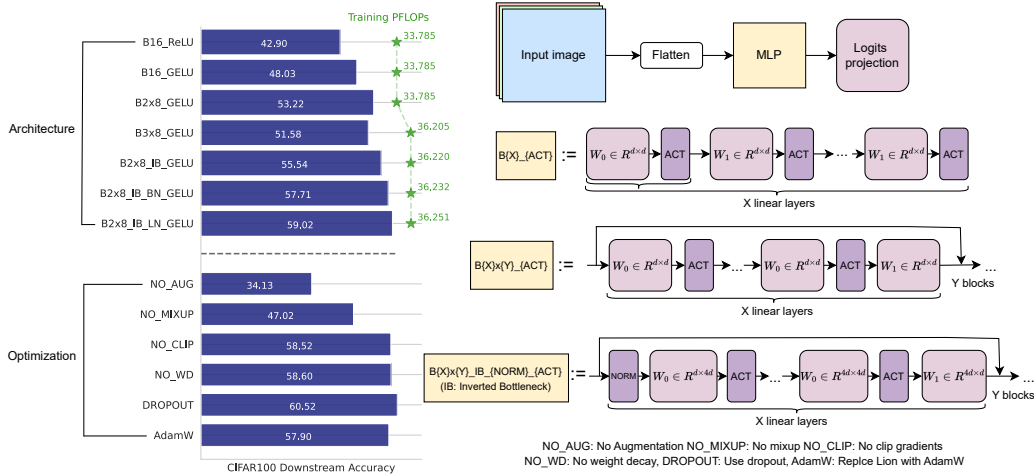 Training PFLOPs
B16_ReLU 42.90 33,785
B16_GELU 48.03 33,785
B2x8_GELU 53,22 33,785
Architecture
B3x8_GELU 51.58 36,205
B2x8_IB_GELU 55.54 36,220
B2x8_IB_BN_GELU 57.71 36,232
B2x8_IB_LN_GELU 59,02 36,251
NO_AUG 34.13
NO_MIXUP 47.02
NO_CLIP 58,52
Optimization
NO_WD 58.60
DROPOUT 60,52
AdamW 57.90
CIFAR100 Downstream Accuracy
Input image Flatten MLP Logits
projection
B{X}_{ACT} := W₀ ∈ R^{d×d} ACT W₁ ∈ R^{d×d} ACT ... W₁ ∈ R^{d×d} ACT
X linear layers
B{X}x{Y}_{ACT} := W₀ ∈ R^{d×d} ACT ... W₀ ∈ R^{d×d} ACT W₁ ∈ R^{d×d} ...
Y blocks
X linear layers
B{X}x{Y}_IB_{NORM}_{ACT}
(IB: Inverted Bottleneck)
:= NORM W₀ ∈ R^{d×4d} ACT ... W₀ ∈ R^{4d×4d} ACT W₁ ∈ R^{4d×d} ...
Y blocks
X linear layers
NO_AUG: No Augmentation NO_MIXUP: No mixup NO_CLIP: No clip gradients
NO_WD: No weight decay, DROPOUT: Use dropout, AdamW: Replce Lion with AdamW